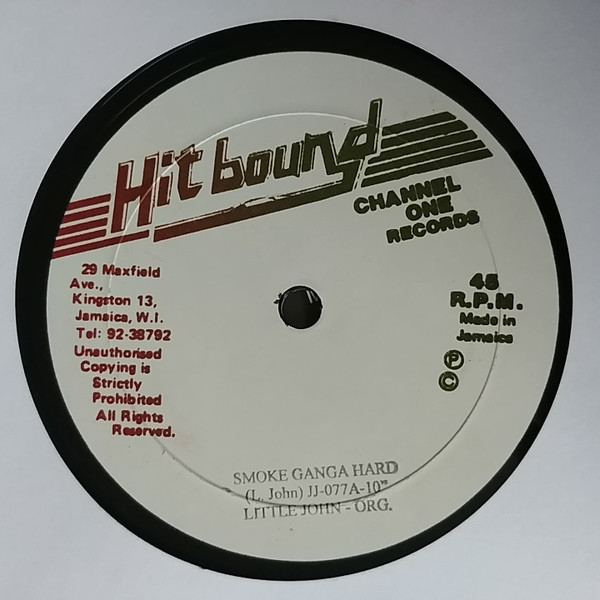 Hit bound
CHANNEL
ONE
RECORDS
29 Maxfield
Ave.,
Kingston 13,
Jamaica, W.I.
Tel: 92-38792
Unauthorised
Copying is
Strictly
Prohibited
All Rights
Reserved.
45
R.P.M.
Made in
Jamaica
Ⓟ
©
SMOKE GANGA HARD
(L. John) JJ-077A-10"
LITTLE JOHN - ORG.